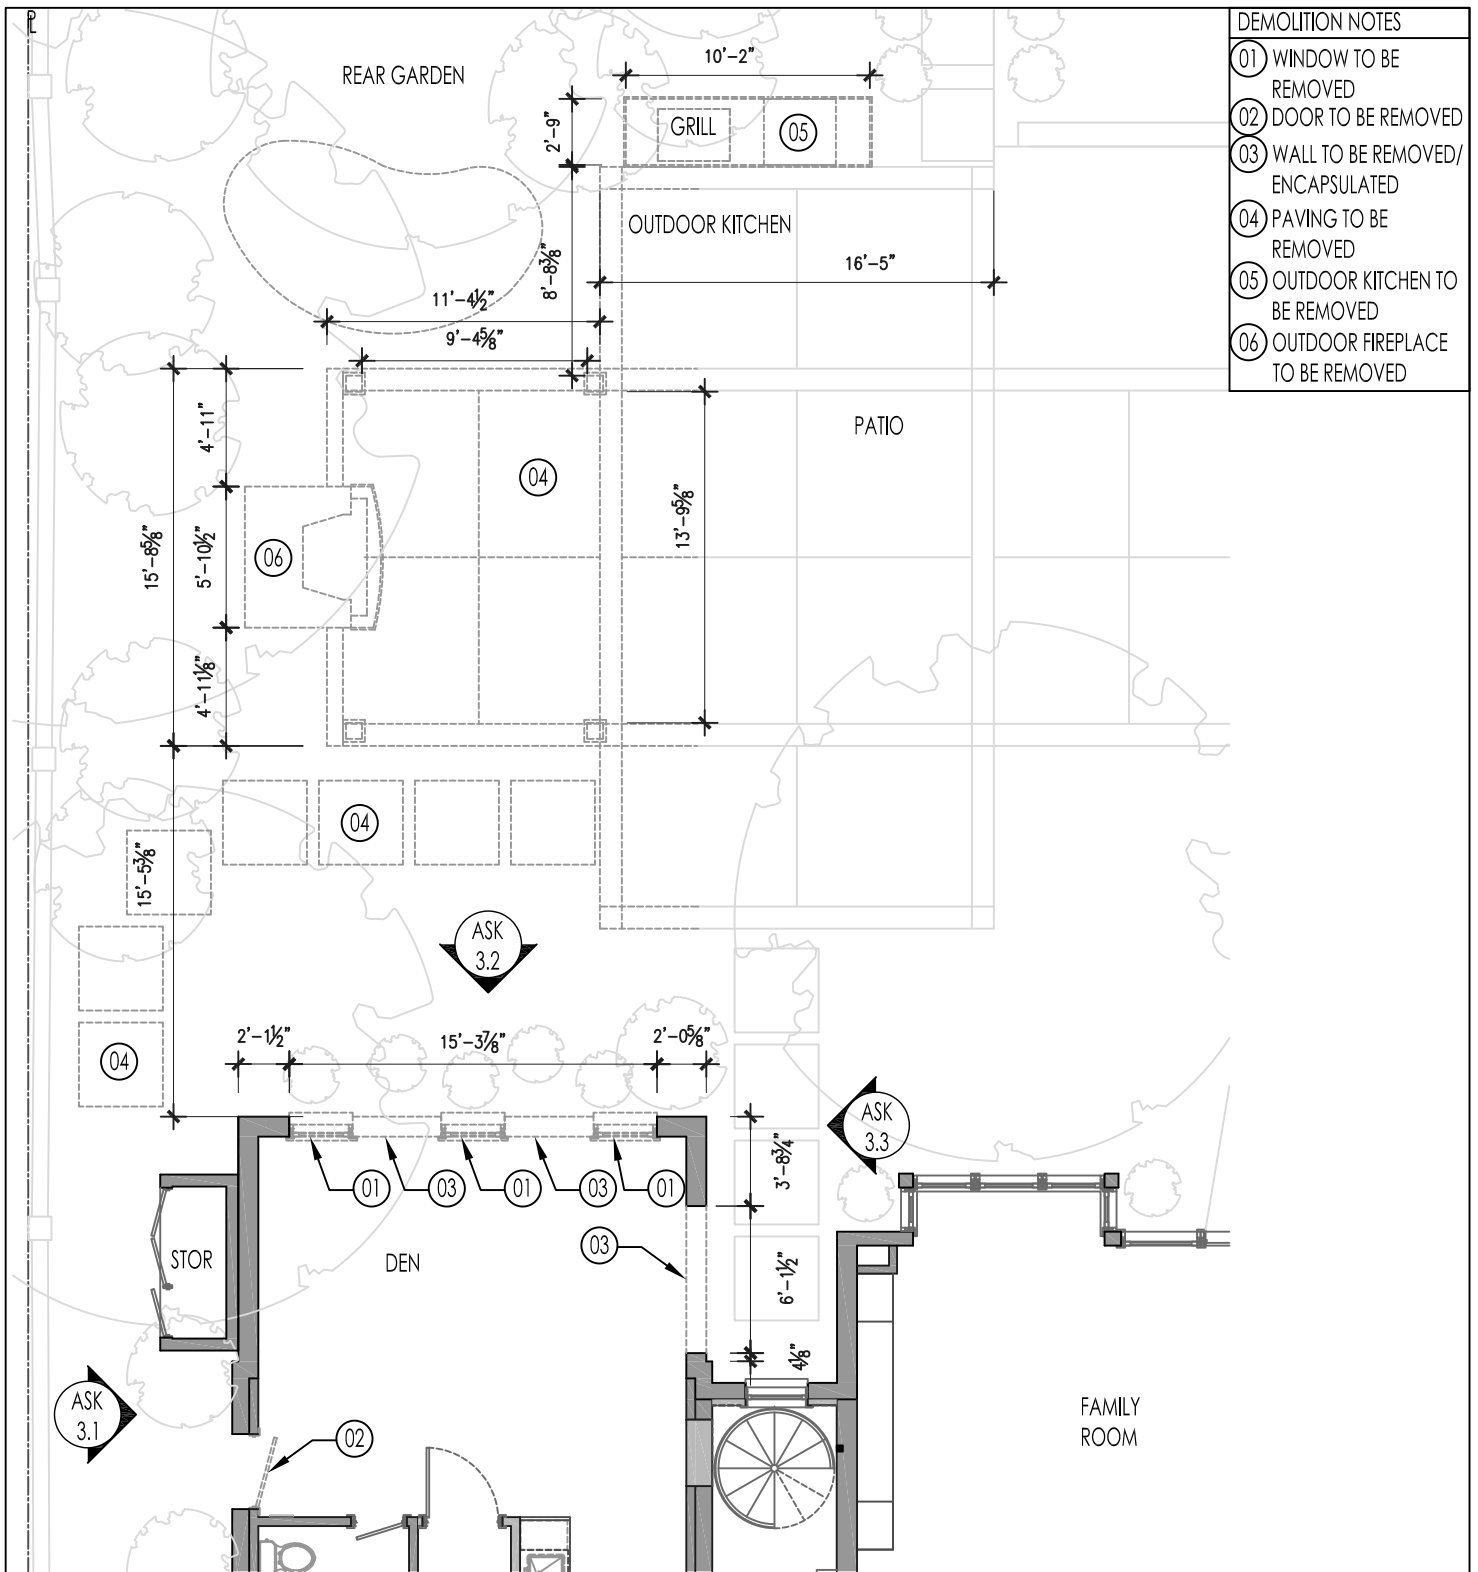 PL
REAR GARDEN
10'-2"
2'-9"
GRILL
05
OUTDOOR KITCHEN
8'-8⅜"
16'-5"
11'-4½"
9'-4⅝"
4'-11"
PATIO
04
15'-8⅝"
5'-10½"
06
13'-9⅝"
4'-11⅛"
04
15'-5⅜"
ASK
3.2
04
2'-1½"
15'-3⅞"
2'-0⅝"
ASK
3.3
3'-8¾"
01
03
01
03
01
STOR
DEN
03
6'-1½"
4⅛"
ASK
3.1
02
FAMILY
ROOM
DEMOLITION NOTES
01 WINDOW TO BE
REMOVED
02 DOOR TO BE REMOVED
03 WALL TO BE REMOVED/
ENCAPSULATED
04 PAVING TO BE
REMOVED
05 OUTDOOR KITCHEN TO
BE REMOVED
06 OUTDOOR FIREPLACE
TO BE REMOVED